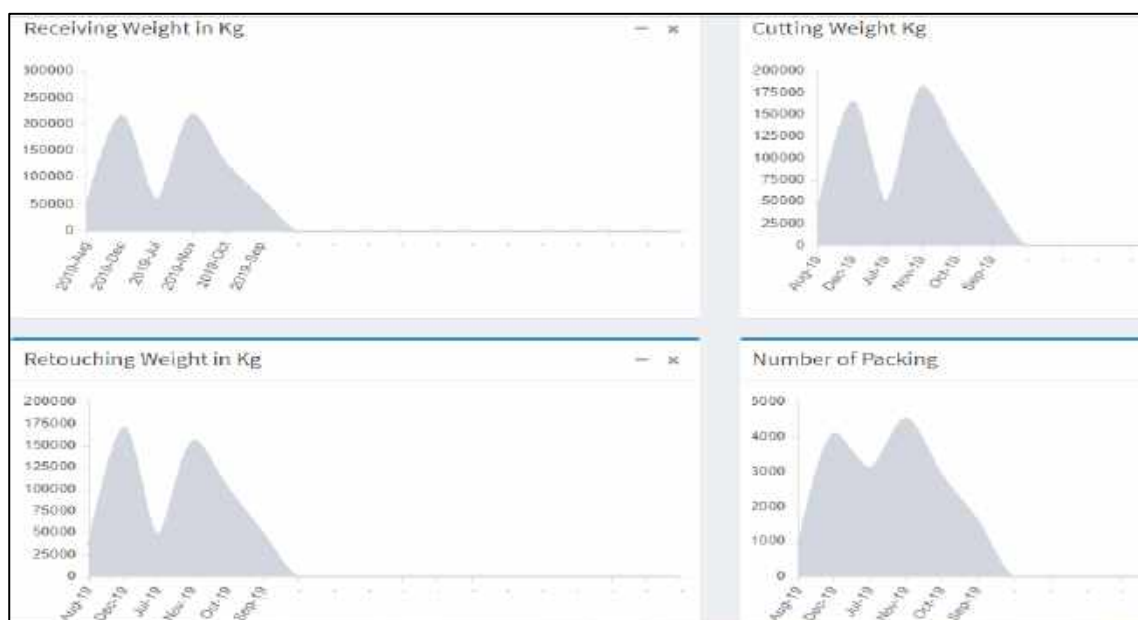 Receiving Weight in Kg
300000
250000
200000
150000
100000
50000
0
2019-Aug
2019-Dec
2019-Jul
2019-Nov
2019-Oct
2019-Sep
Cutting Weight Kg
200000
175000
150000
125000
100000
75000
50000
25000
0
Aug-19
Dec-19
Jul-19
Nov-19
Oct-19
Sep-19
Retouching Weight in Kg
200000
175000
150000
125000
100000
75000
50000
25000
0
Aug-19
Dec-19
Jul-19
Nov-19
Oct-19
Sep-19
Number of Packing
5000
4000
3000
2000
1000
0
Aug-19
Dec-19
Jul-19
Nov-19
Oct-19
Sep-19